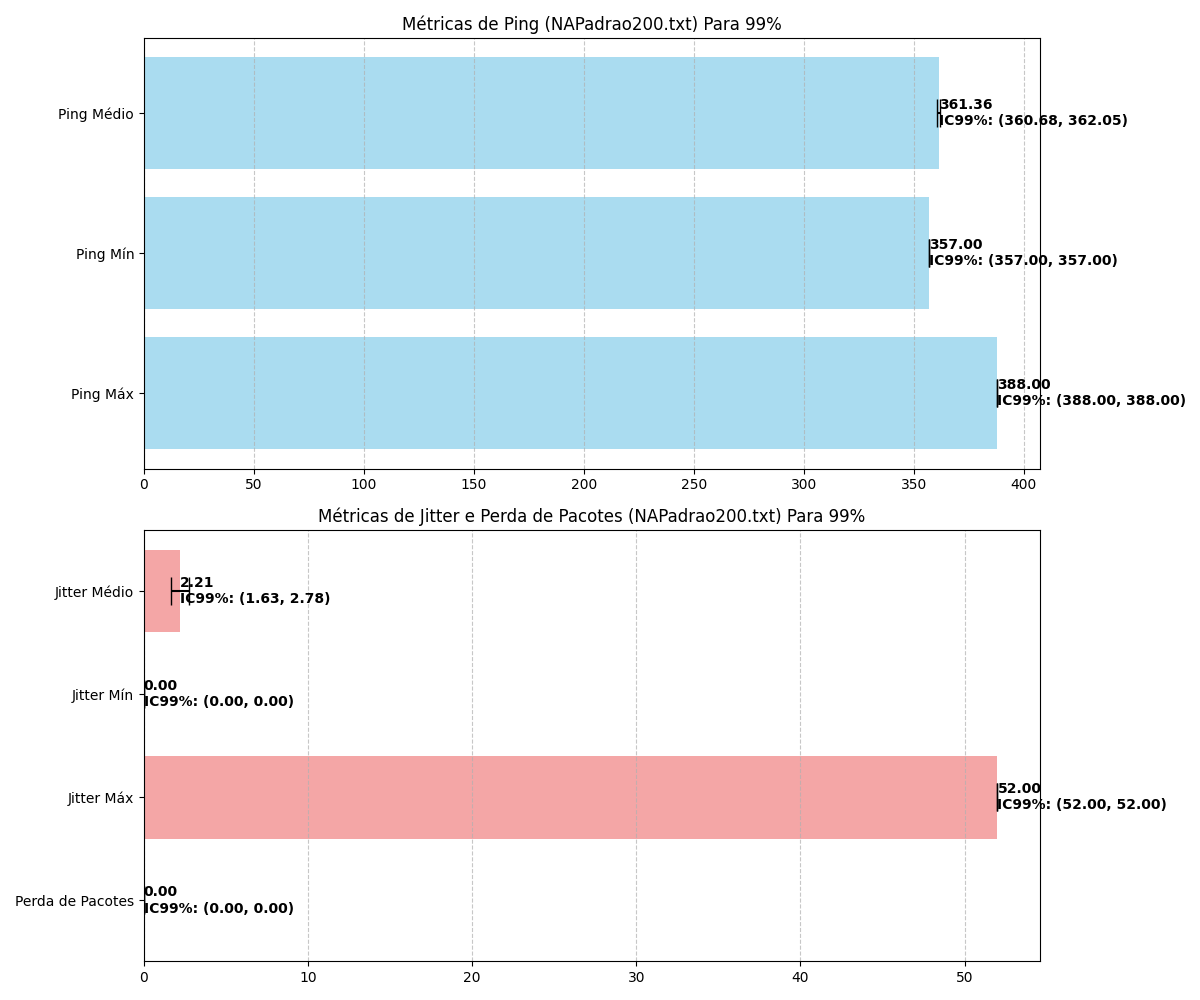 Métricas de Ping (NAPadrao200.txt) Para 99%
Ping Médio
361.36
IC99%: (360.68, 362.05)
Ping Mín
357.00
IC99%: (357.00, 357.00)
Ping Máx
388.00
IC99%: (388.00, 388.00)
0 50 100 150 200 250 300 350 400
Métricas de Jitter e Perda de Pacotes (NAPadrao200.txt) Para 99%
Jitter Médio
2.21
IC99%: (1.63, 2.78)
Jitter Mín
0.00
IC99%: (0.00, 0.00)
Jitter Máx
52.00
IC99%: (52.00, 52.00)
Perda de Pacotes
0.00
IC99%: (0.00, 0.00)
0 10 20 30 40 50